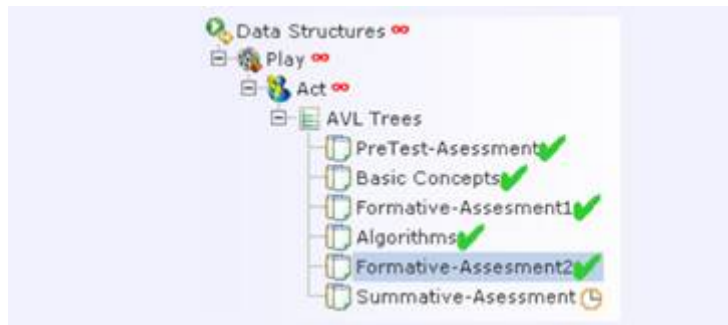 Data Structures ∞
Play ∞
Act ∞
AVL Trees
PreTest-Asessment
Basic Concepts
Formative-Assesment1
Algorithms
Formative-Assesment2
Summative-Asessment